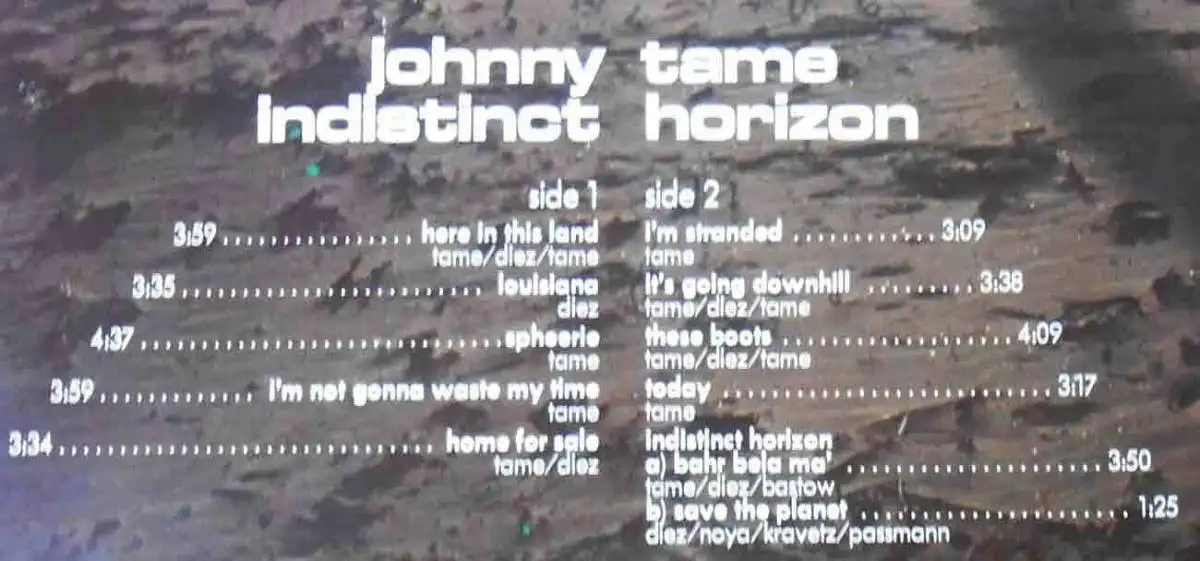 johnny tame
indistinct horizon
side 1
3:59 ................ here in this land
tame/diez/tame
3:35 ......................... louisiana
diez
4:37 ..............................spheerie
tame
3:59 ............. i'm not gonna waste my time
tame
3:34 ............................... home for sale
tame/diez
side 2
i'm stranded ............ 3:09
tame
it's going downhill ......... 3:38
tame/diez/tame
these boots ................... 4:09
tame/diez/tame
today ........................... 3:17
tame
indistinct horizon
a) bahr bela ma' ..................... 3:50
tame/diez/bastow
b) save the planet ...................... 1:25
diez/noya/kravetz/passmann